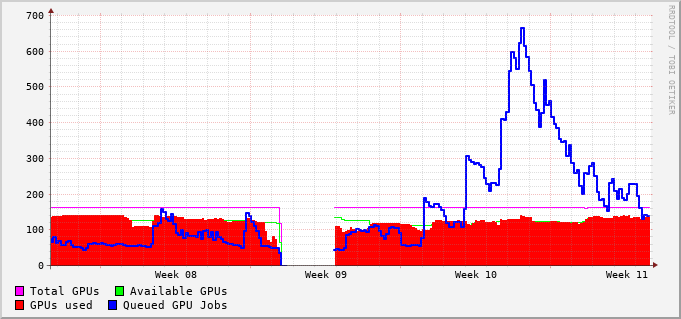 700
600
500
400
300
200
100
0
Week 08 Week 09 Week 10 Week 11
Total GPUs Available GPUs
GPUs used Queued GPU Jobs
RRDTOOL / TOBI OETIKER